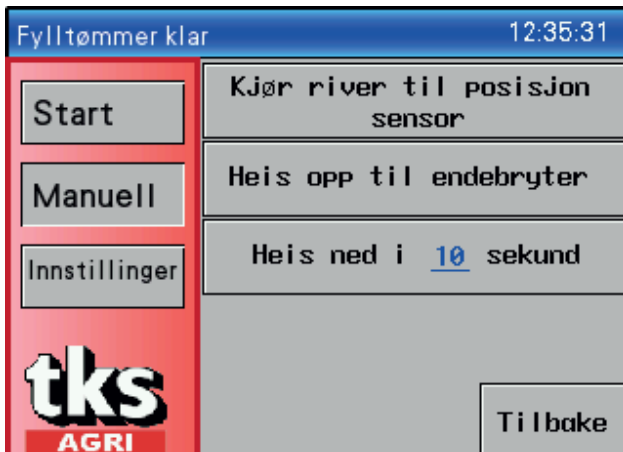 Fylltømmer klar 12:35:31
Start
Manuell
Innstillinger
tks
AGRI
Kjør river til posisjon
sensor
Heis opp til endebryter
Heis ned i 10 sekund
Tilbake